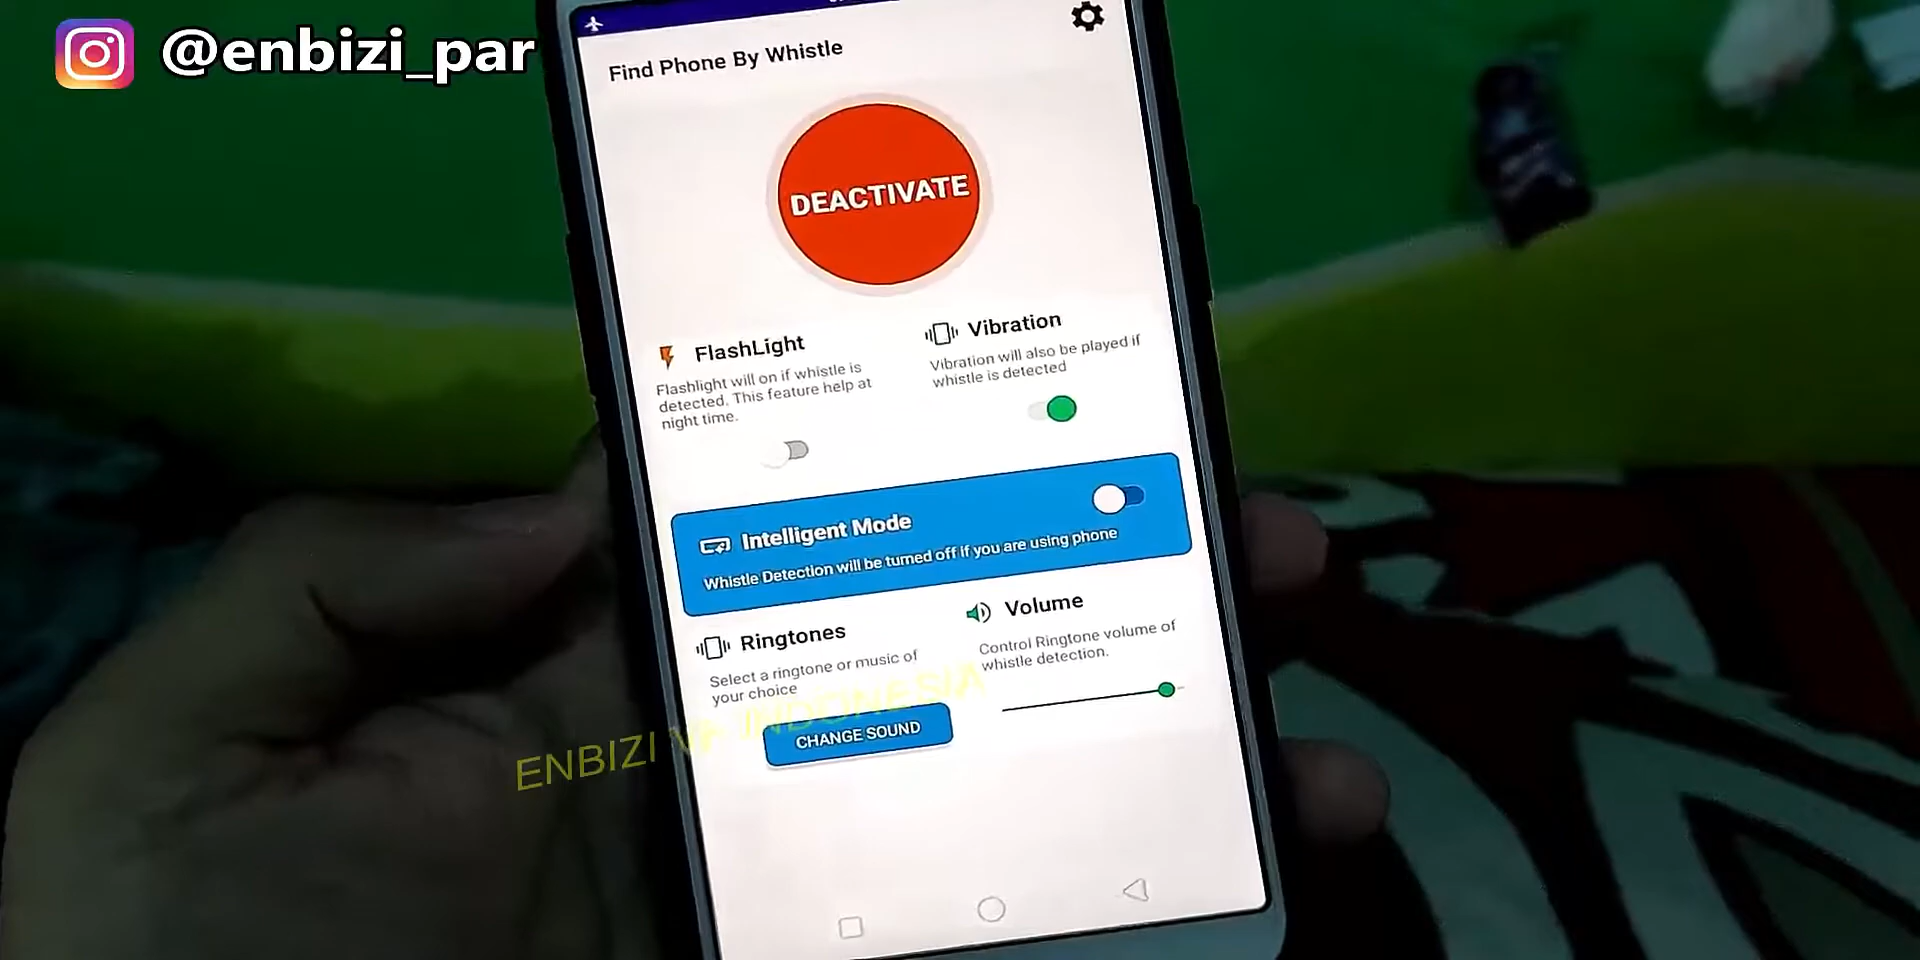 @enbizi_par
Find Phone By Whistle
DEACTIVATE
FlashLight
Flashlight will on if whistle is
detected. This feature help at
night time.
Vibration
Vibration will also be played if
whistle is detected
Intelligent Mode
Whistle Detection will be turned off if you are using phone
Ringtones
Select a ringtone or music of
your choice
CHANGE SOUND
Volume
Control Ringtone volume of
whistle detection.
ENBIZI VP INDONESIA